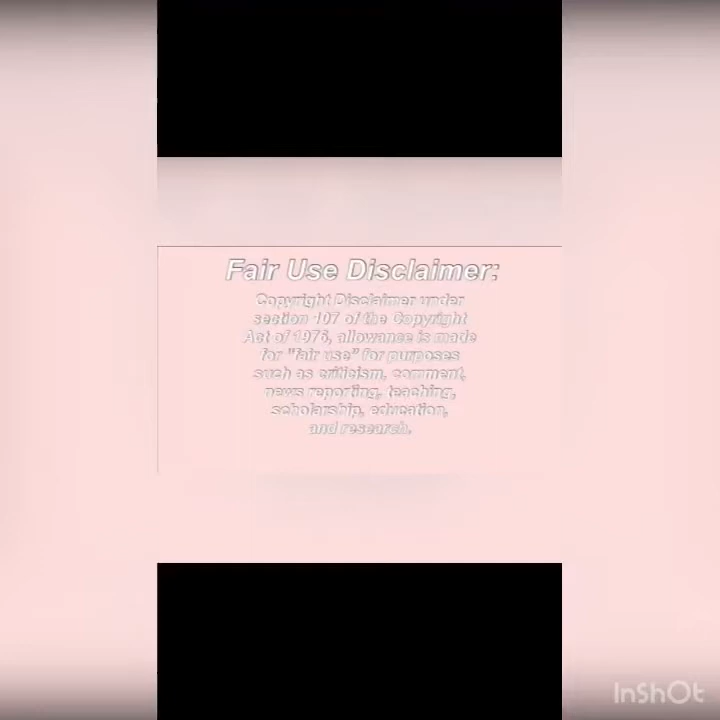 Fair Use Disclaimer:
Copyright Disclaimer under
section 107 of the Copyright
Act of 1976, allowance is made
for "fair use" for purposes
such as criticism, comment,
news reporting, teaching,
scholarship, education,
and research.
InShOt